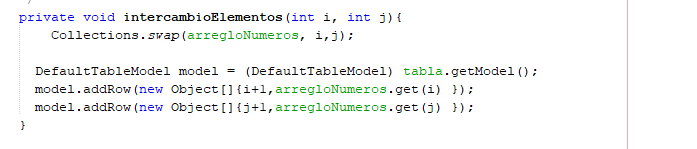 private void intercambioElementos(int i, int j){
Collections.swap(arregloNumeros, i,j);
DefaultTableModel model = (DefaultTableModel) tabla.getModel();
model.addRow(new Object[]{i+1,arregloNumeros.get(i) });
model.addRow(new Object[]{j+1,arregloNumeros.get(j) });
}